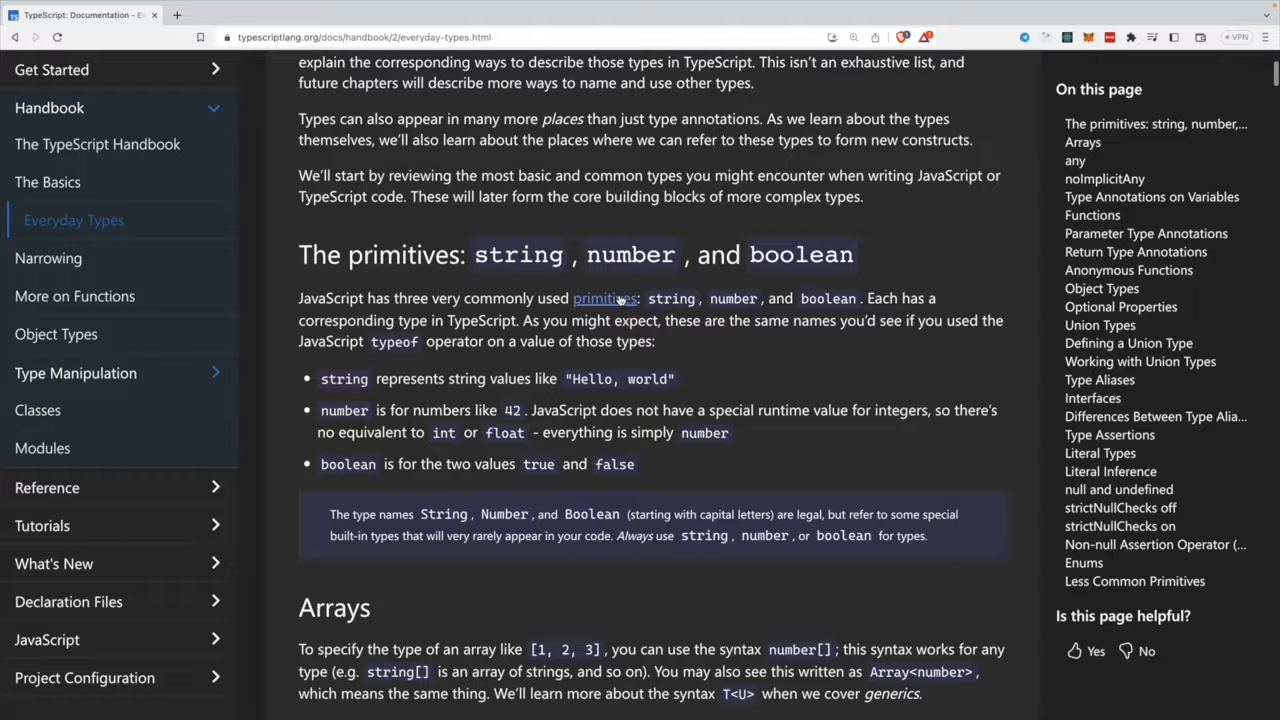 TypeScript: Documentation - E
typescriptlang.org/docs/handbook/2/everyday-types.html
VPN
Get Started
Handbook
The TypeScript Handbook
The Basics
Everyday Types
Narrowing
More on Functions
Object Types
Type Manipulation
Classes
Modules
Reference
Tutorials
What's New
Declaration Files
JavaScript
Project Configuration
explain the corresponding ways to describe those types in TypeScript. This isn't an exhaustive list, and
future chapters will describe more ways to name and use other types.
Types can also appear in many more places than just type annotations. As we learn about the types
themselves, we'll also learn about the places where we can refer to these types to form new constructs.
We'll start by reviewing the most basic and common types you might encounter when writing JavaScript or
TypeScript code. These will later form the core building blocks of more complex types.
The primitives: string, number, and boolean
JavaScript has three very commonly used primitives: string, number, and boolean. Each has a
corresponding type in TypeScript. As you might expect, these are the same names you'd see if you used the
JavaScript typeof operator on a value of those types:
• string represents string values like "Hello, world"
• number is for numbers like 42. JavaScript does not have a special runtime value for integers, so there's
no equivalent to int or float - everything is simply number
• boolean is for the two values true and false
The type names String, Number, and Boolean (starting with capital letters) are legal, but refer to some special
built-in types that will very rarely appear in your code. Always use string, number, or boolean for types.
Arrays
To specify the type of an array like [1, 2, 3], you can use the syntax number[]; this syntax works for any
type (e.g. string[] is an array of strings, and so on). You may also see this written as Array<number>,
which means the same thing. We'll learn more about the syntax T<U> when we cover generics.
On this page
The primitives: string, number,...
Arrays
any
noImplicitAny
Type Annotations on Variables
Functions
Parameter Type Annotations
Return Type Annotations
Anonymous Functions
Object Types
Optional Properties
Union Types
Defining a Union Type
Working with Union Types
Type Aliases
Interfaces
Differences Between Type Alia...
Type Assertions
Literal Types
Literal Inference
null and undefined
strictNullChecks off
strictNullChecks on
Non-null Assertion Operator (...
Enums
Less Common Primitives
Is this page helpful?
Yes
No